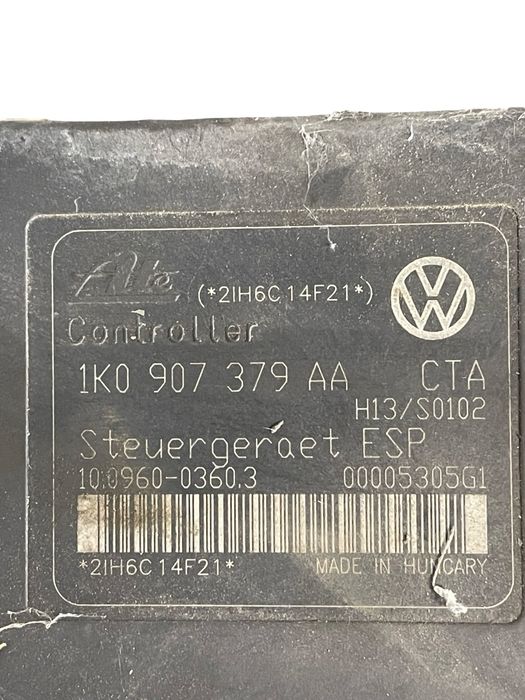 Ate (*2IH6C14F21*) VW
Controller
1K0 907 379 AA CTA
H13/S0102
Steuergeraet ESP
10.0960-0360.3 00005305G1
*2IH6C14F21* MADE IN HUNGARY